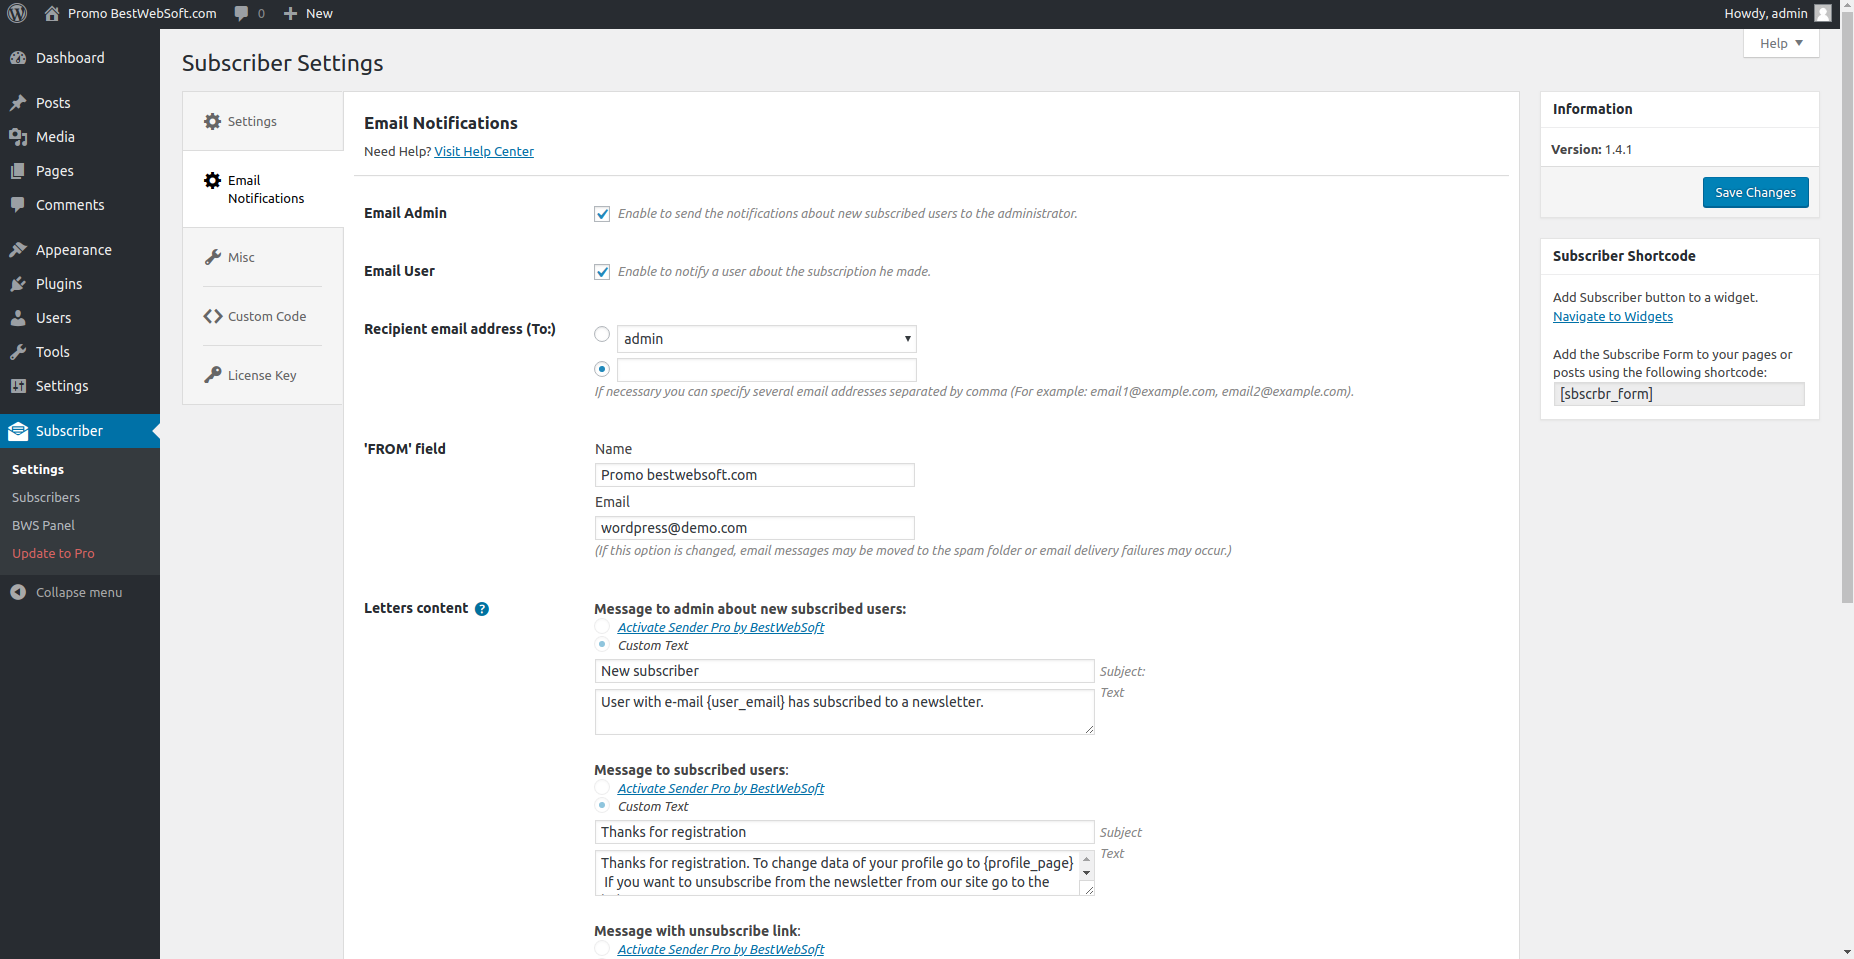 Promo BestWebSoft.com
0
New
Howdy, admin
Help
Dashboard
Posts
Media
Pages
Comments
Appearance
Plugins
Users
Tools
Settings
Subscriber
Settings
Subscribers
BWS Panel
Update to Pro
Collapse menu
Subscriber Settings
Settings
Email
Notifications
Misc
Custom Code
License Key
Email Notifications
Need Help? Visit Help Center
Email Admin
Enable to send the notifications about new subscribed users to the administrator.
Email User
Enable to notify a user about the subscription he made.
Recipient email address (To:)
admin
If necessary you can specify several email addresses separated by comma (For example: email1@example.com, email2@example.com).
'FROM' field
Name
Promo bestwebsoft.com
Email
wordpress@demo.com
(If this option is changed, email messages may be moved to the spam folder or email delivery failures may occur.)
Letters content ?
Message to admin about new subscribed users:
Activate Sender Pro by BestWebSoft
Custom Text
New subscriber
Subject:
User with e-mail {user_email} has subscribed to a newsletter.
Text
Message to subscribed users:
Activate Sender Pro by BestWebSoft
Custom Text
Thanks for registration
Subject
Thanks for registration. To change data of your profile go to {profile_page}
If you want to unsubscribe from the newsletter from our site go to the
Text
Message with unsubscribe link:
Activate Sender Pro by BestWebSoft
Information
Version: 1.4.1
Save Changes
Subscriber Shortcode
Add Subscriber button to a widget.
Navigate to Widgets
Add the Subscribe Form to your pages or
posts using the following shortcode:
[sbscrbr_form]